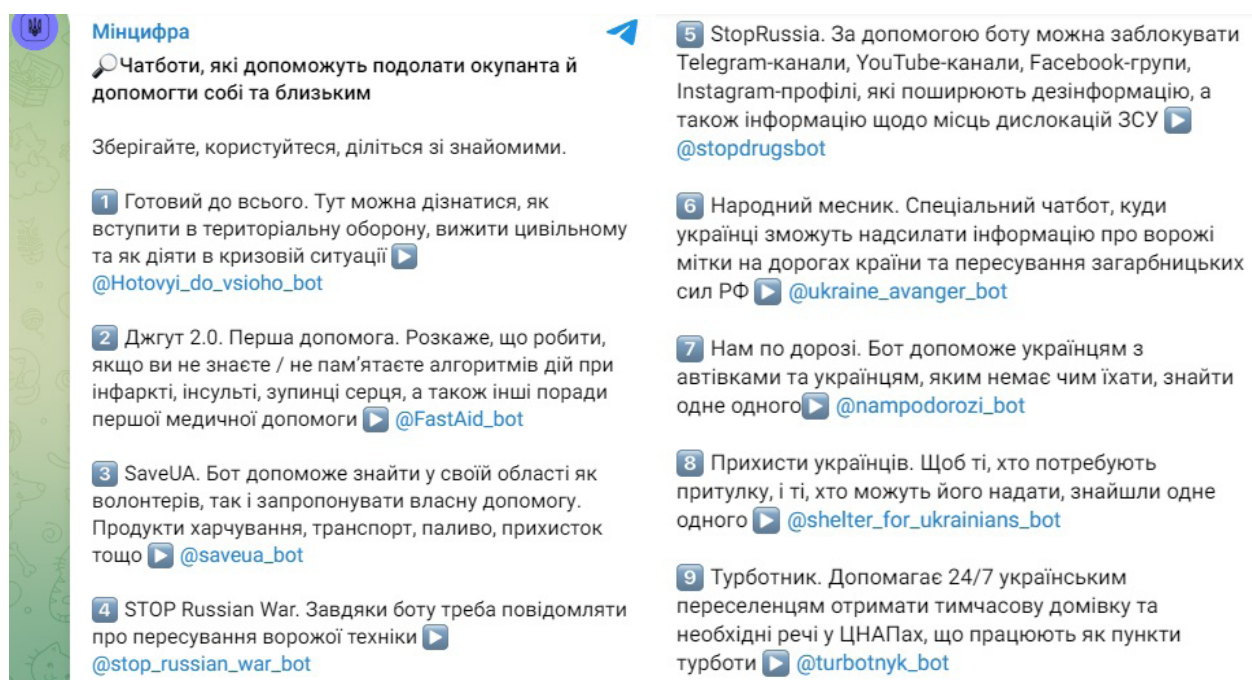 Мінцифра
🔎Чатботи, які допоможуть подолати окупанта й
допомогти собі та близьким
Зберігайте, користуйтеся, діліться зі знайомими.
1️⃣ Готовий до всього. Тут можна дізнатися, як
вступити в територіальну оборону, вижити цивільному
та як діяти в кризовій ситуації ▶️
@Hotovyi_do_vsioho_bot
2️⃣ Джгут 2.0. Перша допомога. Розкаже, що робити,
якщо ви не знаєте / не пам’ятаєте алгоритмів дій при
інфаркті, інсульті, зупинці серця, а також інші поради
першої медичної допомоги ▶️ @FastAid_bot
3️⃣ SaveUA. Бот допоможе знайти у своїй області як
волонтерів, так і запропонувати власну допомогу.
Продукти харчування, транспорт, паливо, прихисток
тощо ▶️ @saveua_bot
4️⃣ STOP Russian War. Завдяки боту треба повідомляти
про пересування ворожої техніки ▶️
@stop_russian_war_bot
5️⃣ StopRussia. За допомогою боту можна заблокувати
Telegram-канали, YouTube-канали, Facebook-групи,
Instagram-профілі, які поширюють дезінформацію, а
також інформацію щодо місць дислокацій ЗСУ ▶️
@stopdrugsbot
6️⃣ Народний месник. Спеціальний чатбот, куди
українці зможуть надсилати інформацію про ворожі
мітки на дорогах країни та пересування загарбницьких
сил РФ ▶️ @ukraine_avanger_bot
7️⃣ Нам по дорозі. Бот допоможе українцям з
автівками та українцям, яким немає чим їхати, знайти
одне одного▶️ @nampodorozi_bot
8️⃣ Прихисти українців. Щоб ті, хто потребують
притулку, і ті, хто можуть його надати, знайшли одне
одного ▶️ @shelter_for_ukrainians_bot
9️⃣ Турботник. Допомагає 24/7 українським
переселенцям отримати тимчасову домівку та
необхідні речі у ЦНАПах, що працюють як пункти
турботи ▶️ @turbotnyk_bot